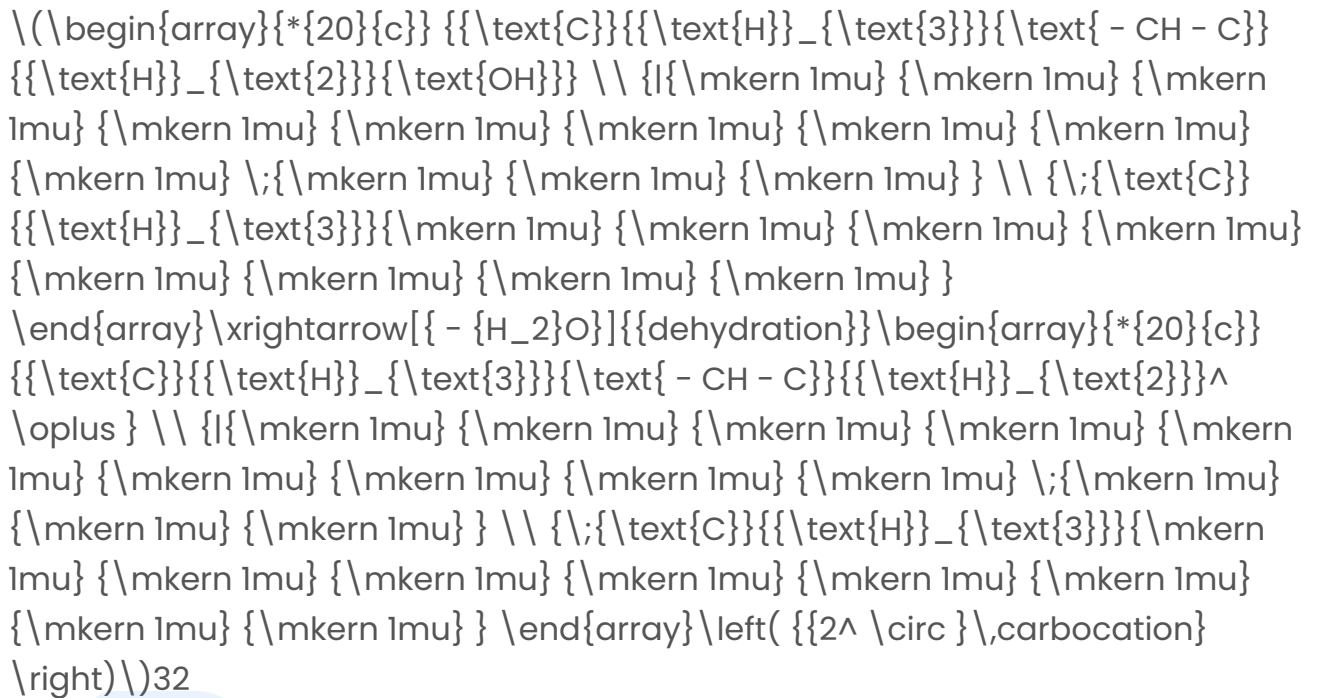 \(\begin{array}{*{20}{c}} {{\text{C}}{{\text{H}}_{\text{3}}}{\text{ - CH - C}}
{{\text{H}}_{\text{2}}}{\text{OH}}} \\ {|{\mkern 1mu} {\mkern 1mu} {\mkern
1mu} {\mkern 1mu} {\mkern 1mu} {\mkern 1mu} {\mkern 1mu} {\mkern 1mu}
{\mkern 1mu} \;{\mkern 1mu} {\mkern 1mu} {\mkern 1mu} } \\ {\;{\text{C}}
{{\text{H}}_{\text{3}}}{\mkern 1mu} {\mkern 1mu} {\mkern 1mu} {\mkern 1mu}
{\mkern 1mu} {\mkern 1mu} {\mkern 1mu} {\mkern 1mu} }
\end{array}\xrightarrow[{ - {H_2}O}]{{dehydration}}\begin{array}{*{20}{c}}
{{\text{C}}{{\text{H}}_{\text{3}}}{\text{ - CH - C}}{{\text{H}}_{\text{2}}}^
\oplus } \\ {|{\mkern 1mu} {\mkern 1mu} {\mkern 1mu} {\mkern 1mu} {\mkern
1mu} {\mkern 1mu} {\mkern 1mu} {\mkern 1mu} {\mkern 1mu} \;{\mkern 1mu}
{\mkern 1mu} {\mkern 1mu} } \\ {\;{\text{C}}{{\text{H}}_{\text{3}}}{\mkern
1mu} {\mkern 1mu} {\mkern 1mu} {\mkern 1mu} {\mkern 1mu} {\mkern 1mu}
{\mkern 1mu} {\mkern 1mu} } \end{array}\left( {{2^ \circ }\,carbocation}
\right)\)32